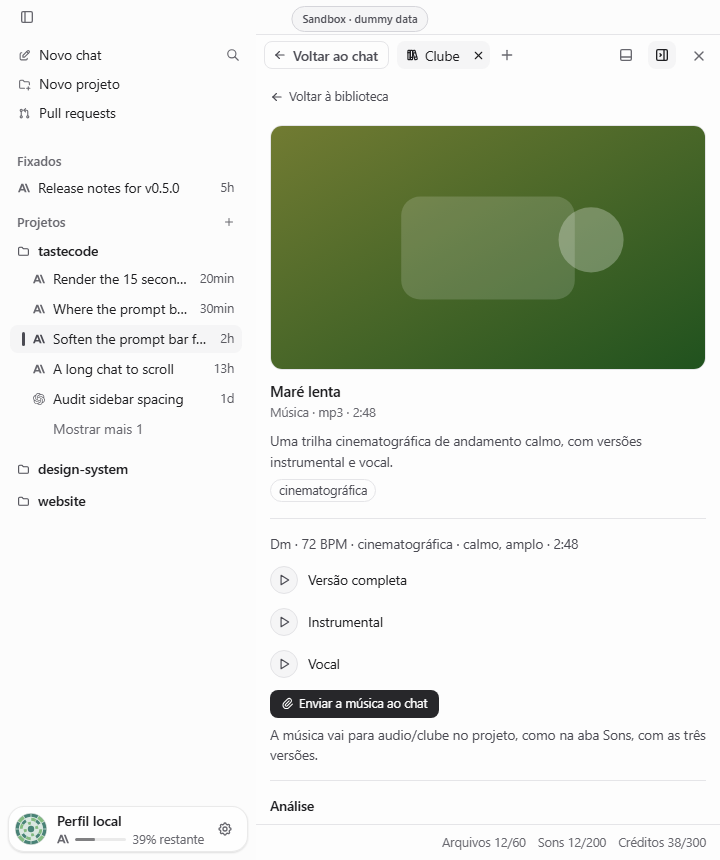 Sandbox · dummy data
Novo chat
Novo projeto
Pull requests
Fixados
Release notes for v0.5.0 5h
Projetos
tastecode
Render the 15 secon... 20min
Where the prompt b... 30min
Soften the prompt bar f... 2h
A long chat to scroll 13h
Audit sidebar spacing 1d
Mostrar mais 1
design-system
website
Perfil local
39% restante
Voltar ao chat
Clube
Voltar à biblioteca
Maré lenta
Música · mp3 · 2:48
Uma trilha cinematográfica de andamento calmo, com versões
instrumental e vocal.
cinematográfica
Dm · 72 BPM · cinematográfica · calmo, amplo · 2:48
Versão completa
Instrumental
Vocal
Enviar a música ao chat
A música vai para audio/clube no projeto, como na aba Sons, com as três
versões.
Análise
Arquivos 12/60 Sons 12/200 Créditos 38/300